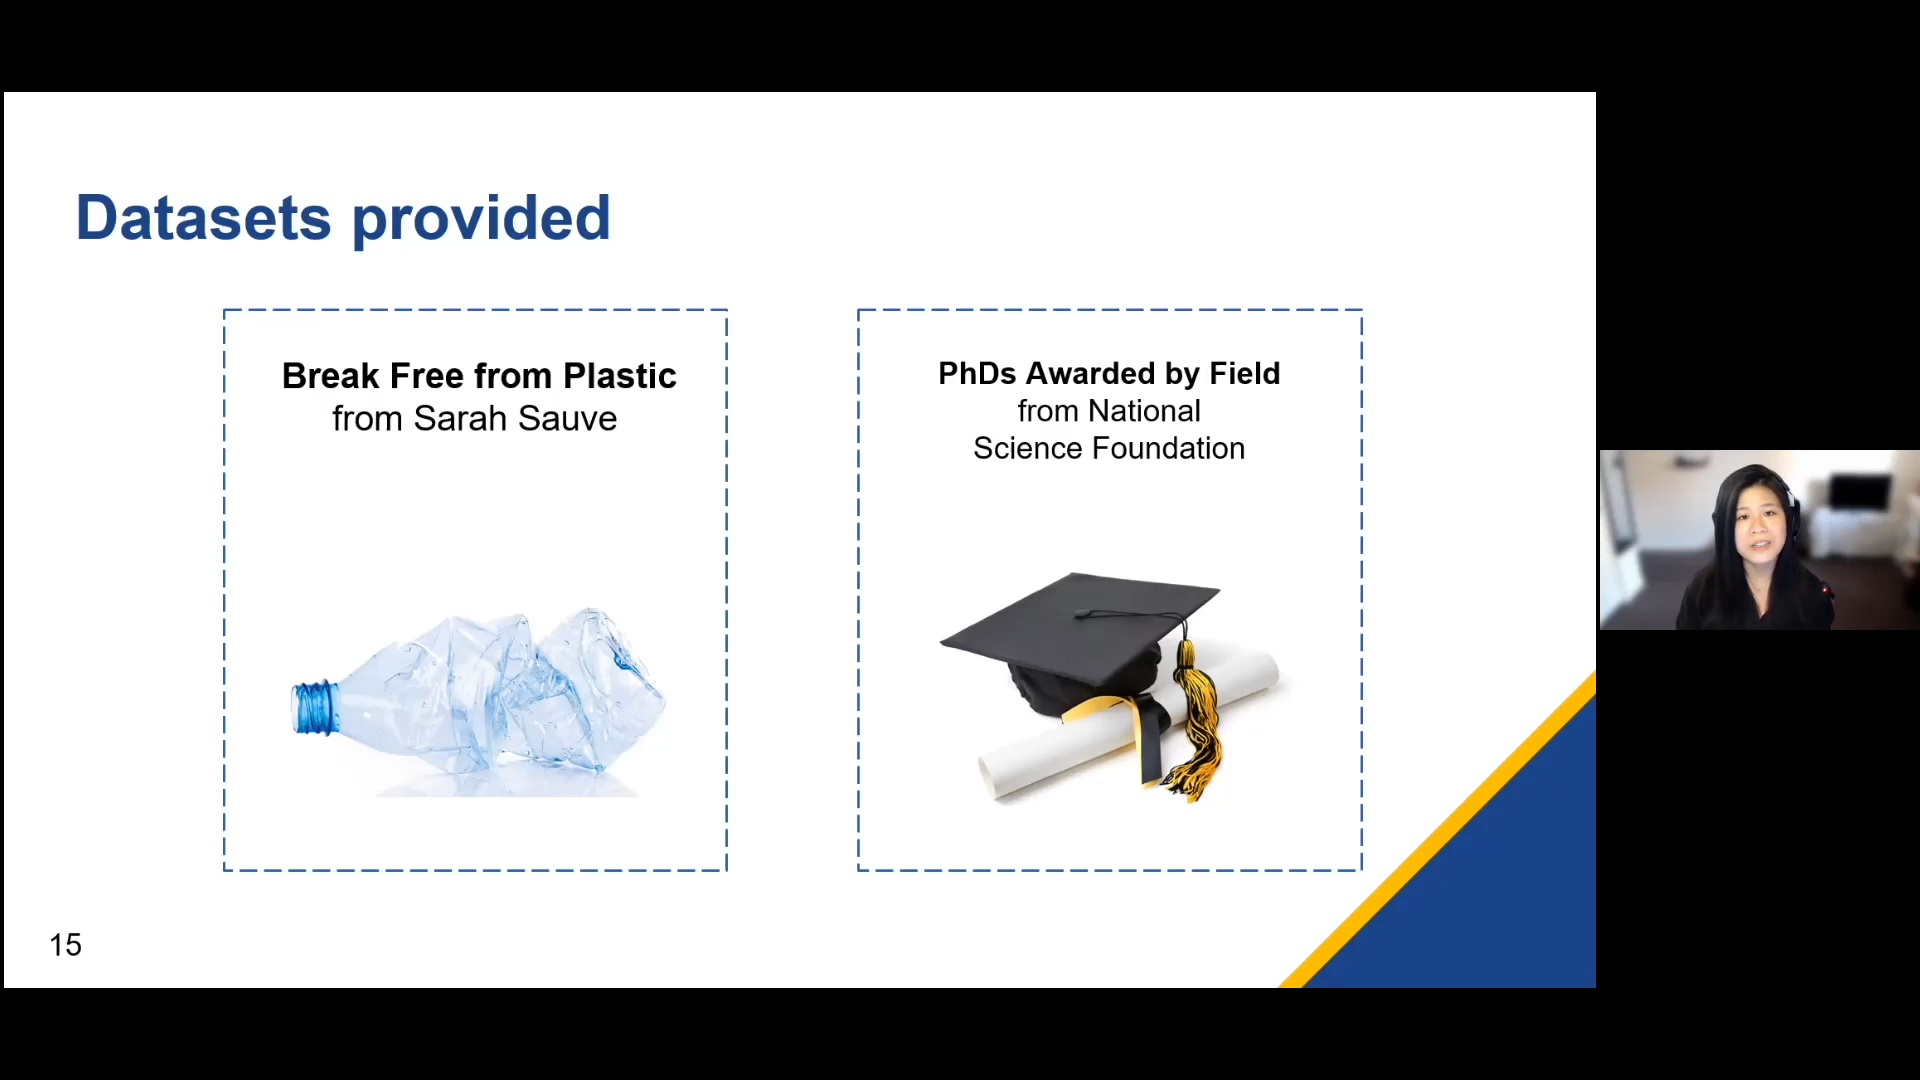 Datasets provided
Break Free from Plastic
from Sarah Sauve
PhDs Awarded by Field
from National
Science Foundation
15